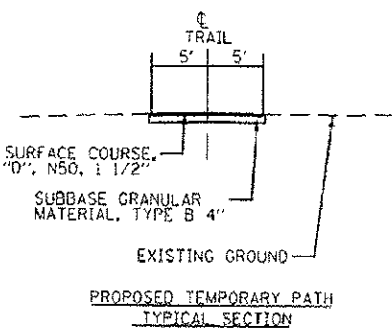 ℄
TRAIL
5' 5'
SURFACE COURSE,
"D", N50, 1 1/2"
SUBBASE GRANULAR
MATERIAL, TYPE B 4"
EXISTING GROUND
PROPOSED TEMPORARY PATH
TYPICAL SECTION